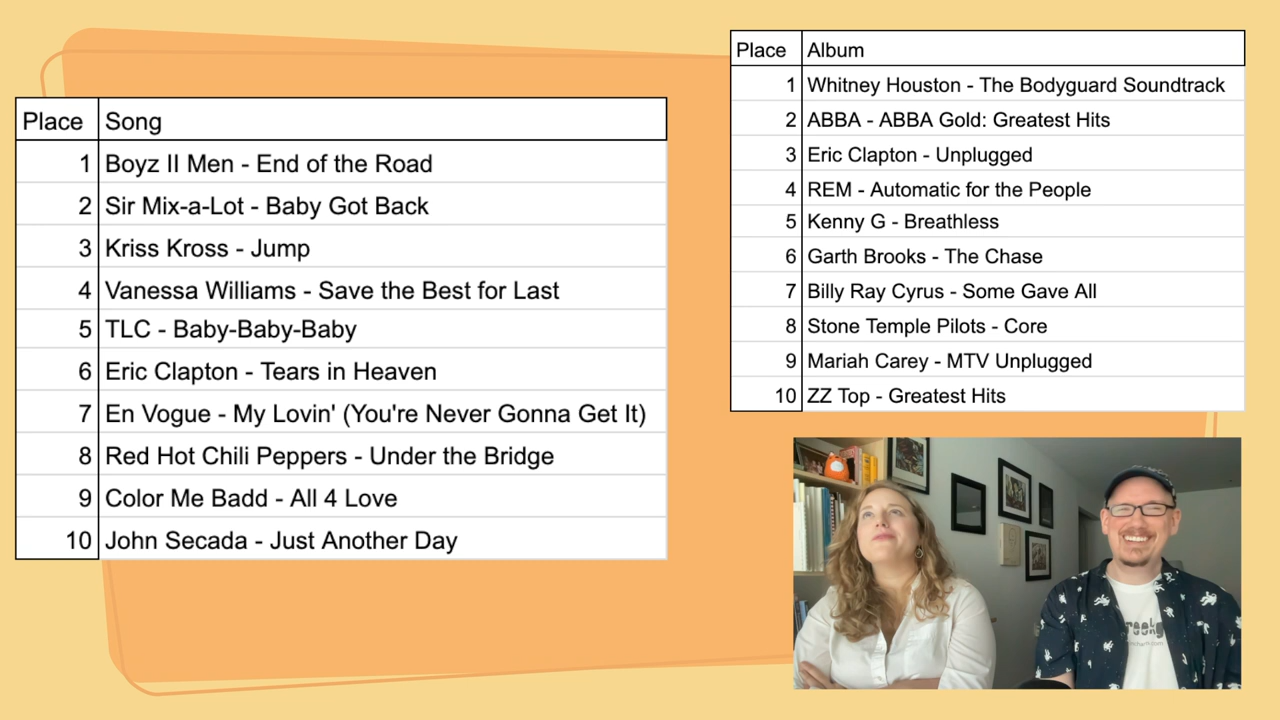 Place Song
1 Boyz II Men - End of the Road
2 Sir Mix-a-Lot - Baby Got Back
3 Kriss Kross - Jump
4 Vanessa Williams - Save the Best for Last
5 TLC - Baby-Baby-Baby
6 Eric Clapton - Tears in Heaven
7 En Vogue - My Lovin' (You're Never Gonna Get It)
8 Red Hot Chili Peppers - Under the Bridge
9 Color Me Badd - All 4 Love
10 John Secada - Just Another Day
Place Album
1 Whitney Houston - The Bodyguard Soundtrack
2 ABBA - ABBA Gold: Greatest Hits
3 Eric Clapton - Unplugged
4 REM - Automatic for the People
5 Kenny G - Breathless
6 Garth Brooks - The Chase
7 Billy Ray Cyrus - Some Gave All
8 Stone Temple Pilots - Core
9 Mariah Carey - MTV Unplugged
10 ZZ Top - Greatest Hits